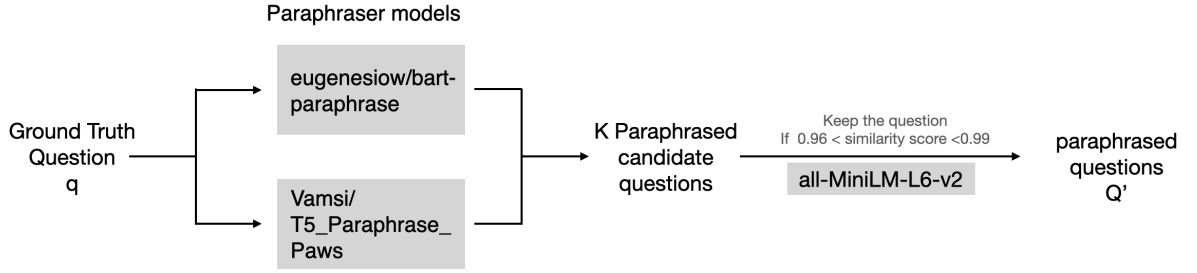 Paraphraser models
eugenesiow/bart-
paraphrase
Ground Truth
Question
q
Vamsi/
T5_Paraphrase_
Paws
K Paraphrased
candidate
questions
Keep the question
If 0.96 < similarity score <0.99
all-MiniLM-L6-v2
paraphrased
questions
Q’